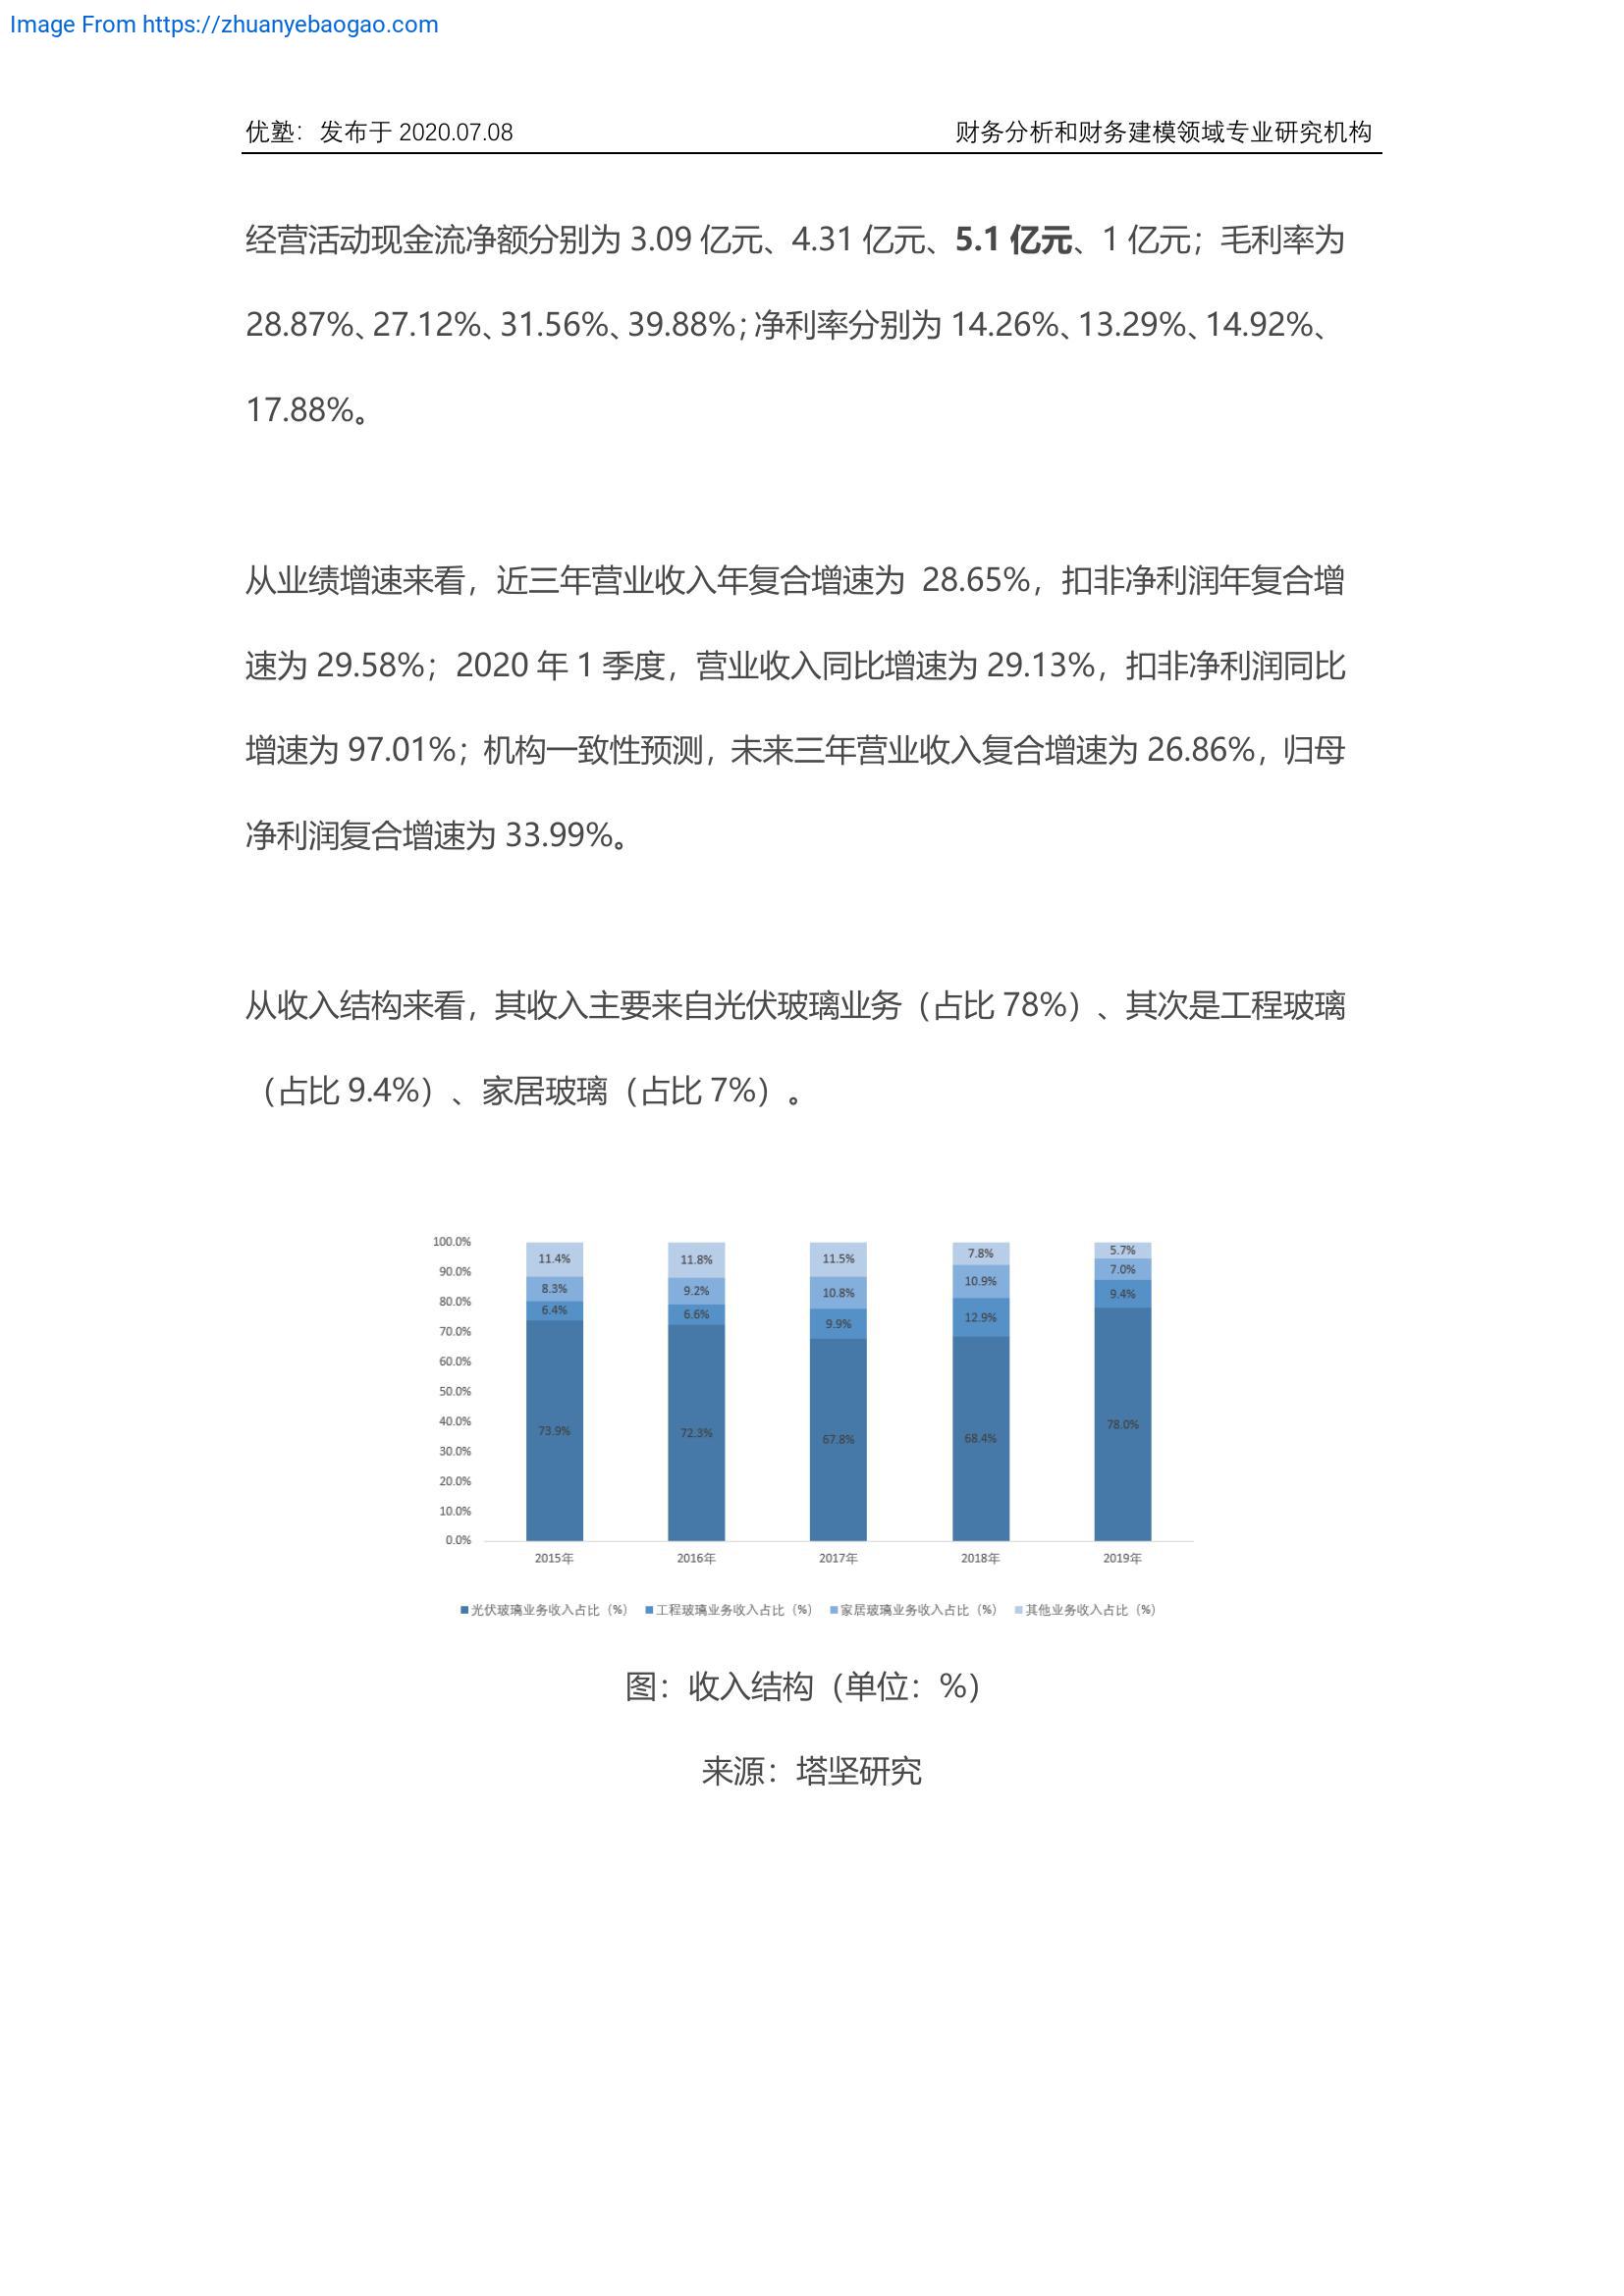 Image From https://zhuanyebaogao.com
优塾：发布于 2020.07.08 财务分析和财务建模领域专业研究机构
经营活动现金流净额分别为 3.09 亿元、4.31 亿元、5.1 亿元、1 亿元；毛利率为
28.87%、27.12%、31.56%、39.88%；净利率分别为 14.26%、13.29%、14.92%、
17.88%。
从业绩增速来看，近三年营业收入年复合增速为 28.65%，扣非净利润年复合增
速为 29.58%；2020 年 1 季度，营业收入同比增速为 29.13%，扣非净利润同比
增速为 97.01%；机构一致性预测，未来三年营业收入复合增速为 26.86%，归母
净利润复合增速为 33.99%。
从收入结构来看，其收入主要来自光伏玻璃业务（占比 78%）、其次是工程玻璃
（占比 9.4%）、家居玻璃（占比 7%）。
100.0%
90.0%
80.0%
70.0%
60.0%
50.0%
40.0%
30.0%
20.0%
10.0%
0.0%
11.4% 11.8% 11.5% 7.8% 5.7%
8.3% 9.2% 10.8% 10.9% 7.0%
6.4% 6.6% 9.9% 12.9% 9.4%
73.9% 72.3% 67.8% 68.4% 78.0%
2015年 2016年 2017年 2018年 2019年
光伏玻璃业务收入占比（%） 工程玻璃业务收入占比（%） 家居玻璃业务收入占比（%） 其他业务收入占比（%）
图：收入结构（单位：%）
来源：塔坚研究